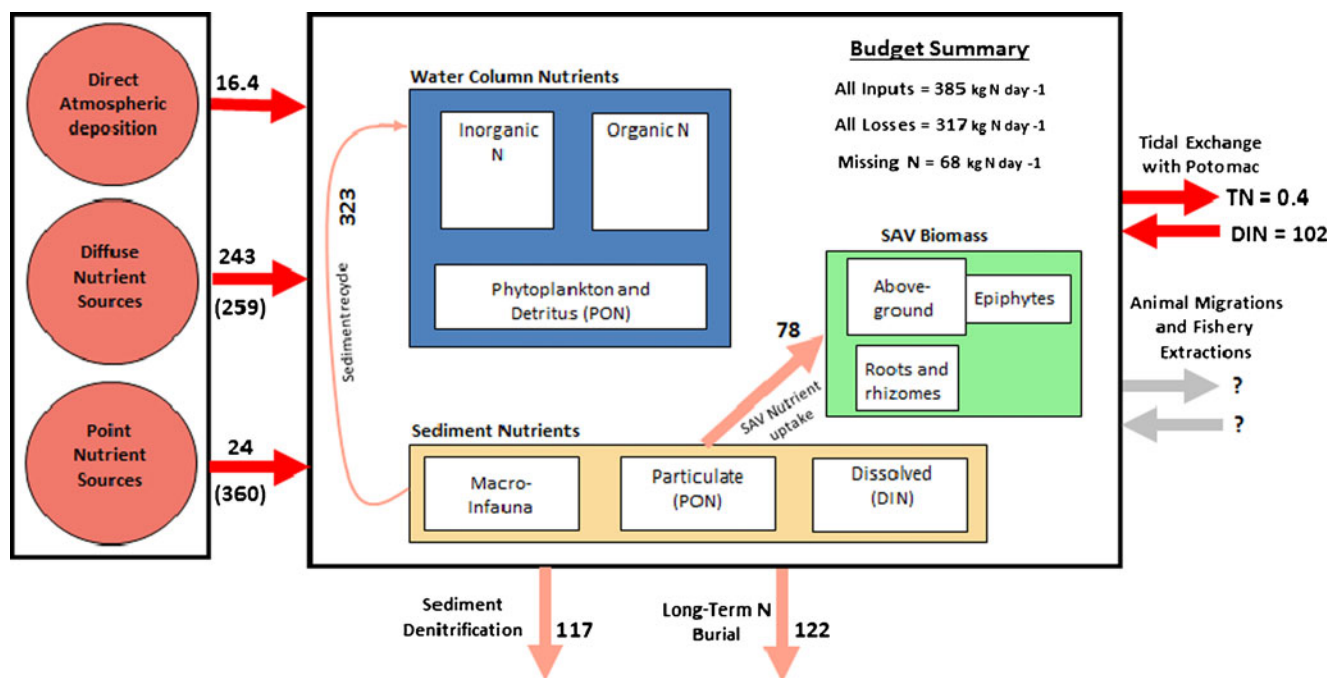 Direct
Atmospheric
deposition
16.4
Diffuse
Nutrient
Sources
243
(259)
Point
Nutrient
Sources
24
(360)
Water Column Nutrients
Inorganic
N
Organic N
Phytoplankton and
Detritus (PON)
323
Sediment recycle
Budget Summary
All Inputs = 385 kg N day -1
All Losses = 317 kg N day -1
Missing N = 68 kg N day -1
SAV Biomass
Above-
ground
Epiphytes
Roots and
rhizomes
78
SAV Nutrient
uptake
Sediment Nutrients
Macro-
Infauna
Particulate
(PON)
Dissolved
(DIN)
Tidal Exchange
with Potomac
TN = 0.4
DIN = 102
Animal Migrations
and Fishery
Extractions
?
?
Sediment
Denitrification
117
Long-Term N
Burial
122